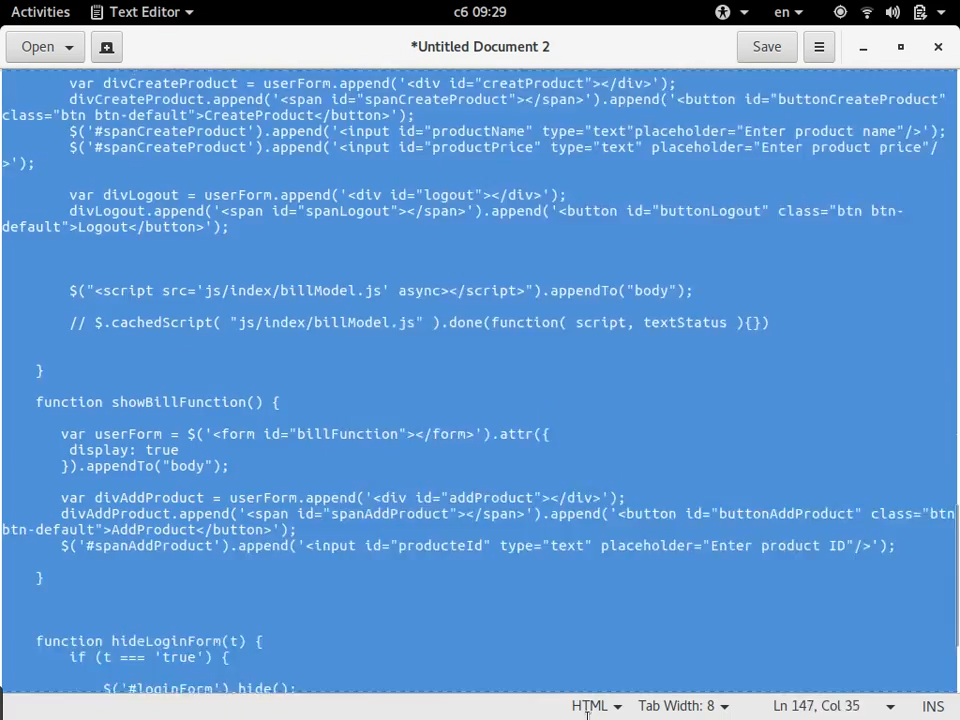 Activities Text Editor сб 09:29 en
Open *Untitled Document 2 Save
var divCreateProduct = userForm.append('<div id="creatProduct"></div>');
divCreateProduct.append('<span id="spanCreateProduct"></span>').append('<button id="buttonCreateProduct"
class="btn btn-default">CreateProduct</button>');
$('#spanCreateProduct').append('<input id="productName" type="text"placeholder="Enter product name"/>');
$('#spanCreateProduct').append('<input id="productPrice" type="text" placeholder="Enter product price"/
>');
var divLogout = userForm.append('<div id="logout"></div>');
divLogout.append('<span id="spanLogout"></span>').append('<button id="buttonLogout" class="btn btn-
default">Logout</button>');
$("<script src='js/index/billModel.js' async></script>").appendTo("body");
// $.cachedScript( "js/index/billModel.js" ).done(function( script, textStatus ){})
}
function showBillFunction() {
var userForm = $('<form id="billFunction"></form>').attr({
display: true
}).appendTo("body");
var divAddProduct = userForm.append('<div id="addProduct"></div>');
divAddProduct.append('<span id="spanAddProduct"></span>').append('<button id="buttonAddProduct" class="btn
btn-default">AddProduct</button>');
$('#spanAddProduct').append('<input id="producteId" type="text" placeholder="Enter product ID"/>');
}
function hideLoginForm(t) {
if (t === 'true') {
$('#loginForm').hide();
HTML Tab Width: 8 Ln 147, Col 35 INS